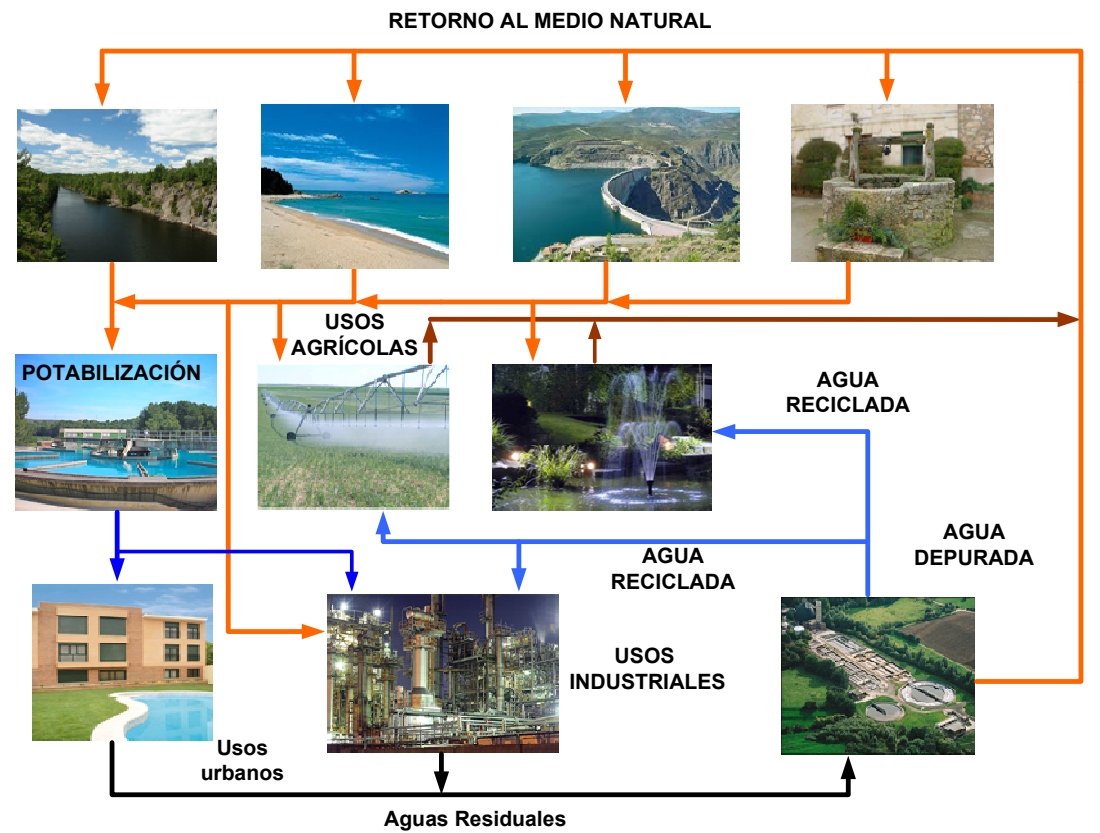 RETORNO AL MEDIO NATURAL
USOS
AGRÍCOLAS
POTABILIZACIÓN
AGUA
RECICLADA
AGUA
RECICLADA
AGUA
DEPURADA
USOS
INDUSTRIALES
Usos
urbanos
Aguas Residuales